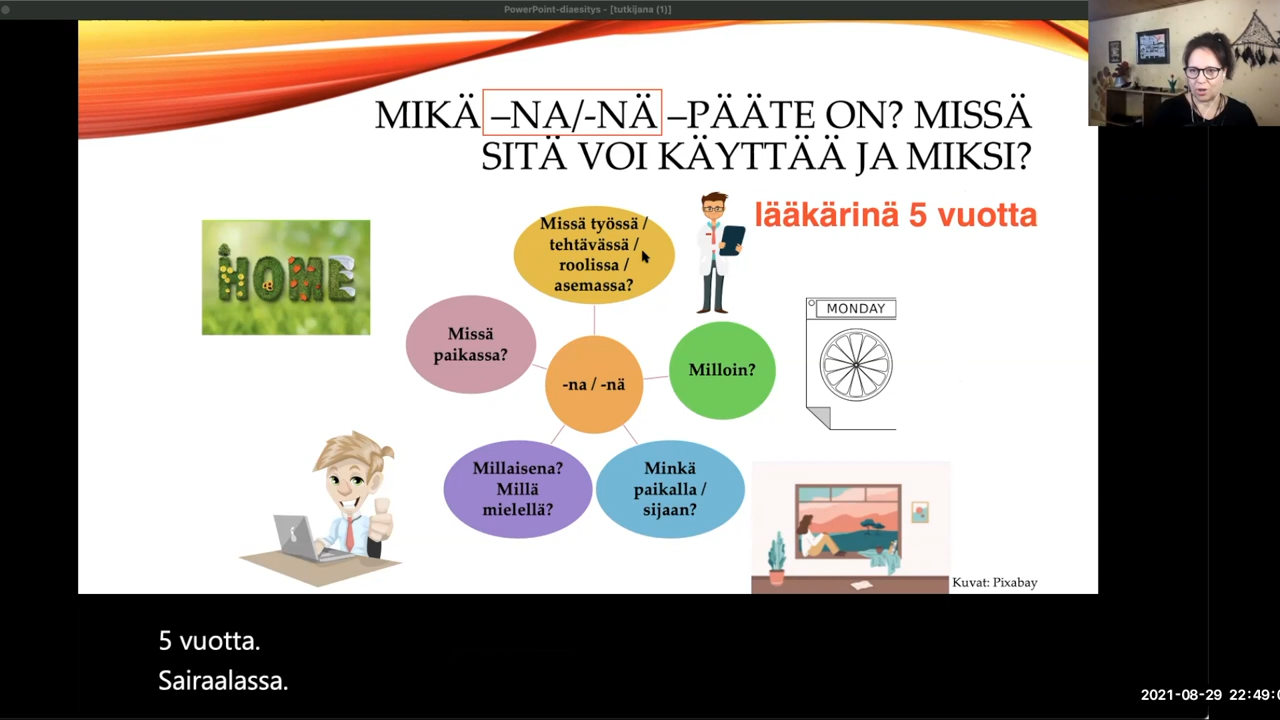 PowerPoint-diaesitys - [tutkijana (1)]
MIKÄ –NA/-NÄ –PÄÄTE ON? MISSÄ
SITÄ VOI KÄYTTÄÄ JA MIKSI?
lääkärinä 5 vuotta
HOME
Missä työssä /
tehtävässä /
roolissa /
asemassa?
MONDAY
Missä
paikassa?
Milloin?
-na / -nä
Millaisena?
Millä
mielellä?
Minkä
paikalla /
sijaan?
Kuvat: Pixabay
5 vuotta.
Sairaalassa.
2021-08-29 22:49:0